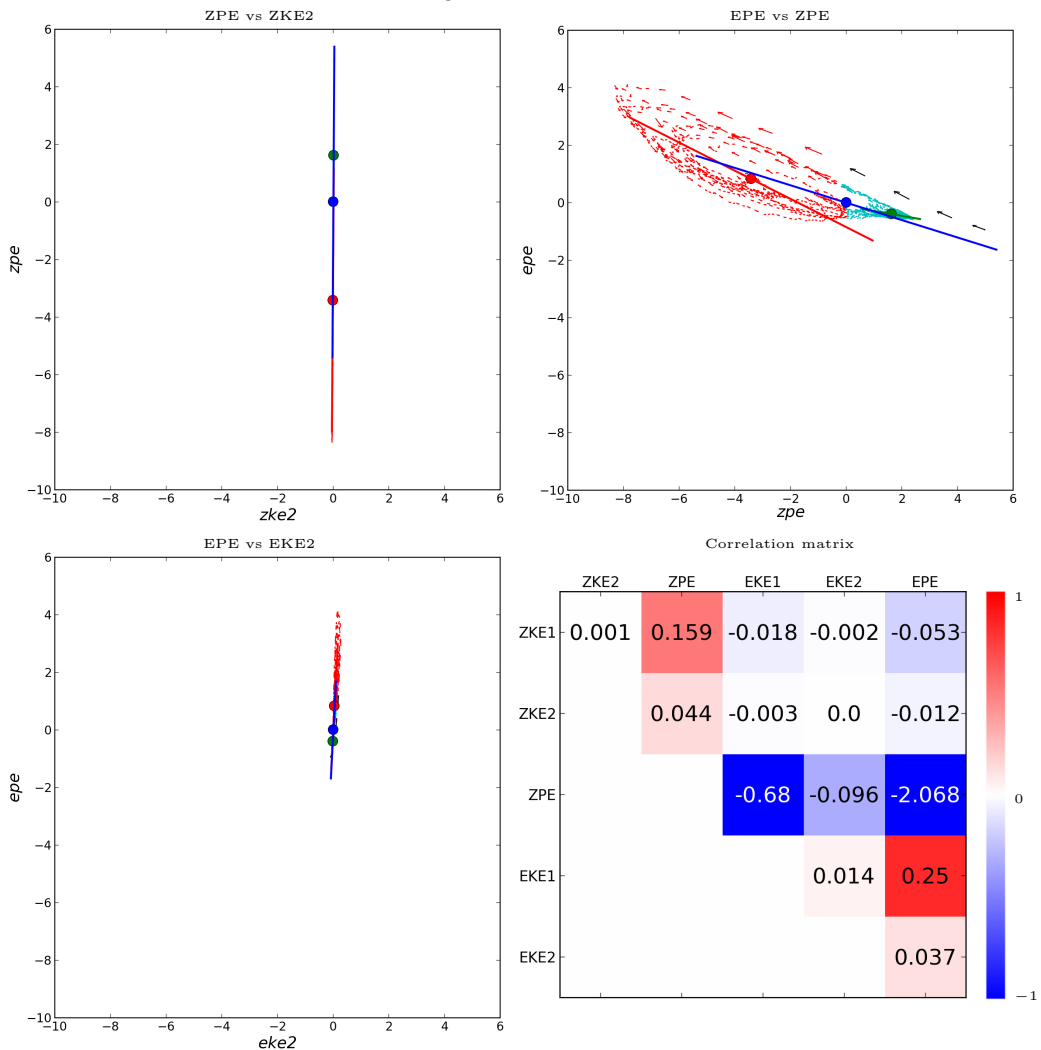 ZPE vs ZKE2
6
4
2
0
−2
−4
−6
−8
−10
−10 −8 −6 −4 −2 0 2 4 6
zpe
zke2
EPE vs ZPE
6
4
2
0
−2
−4
−6
−8
−10
−10 −8 −6 −4 −2 0 2 4 6
epe
zpe
EPE vs EKE2
6
4
2
0
−2
−4
−6
−8
−10
−10 −8 −6 −4 −2 0 2 4 6
epe
eke2
Correlation matrix
ZKE2 ZPE EKE1 EKE2 EPE
ZKE1 0.001 0.159 -0.018 -0.002 -0.053
ZKE2 0.044 -0.003 0.0 -0.012
ZPE -0.68 -0.096 -2.068
EKE1 0.014 0.25
EKE2 0.037
1
0
−1